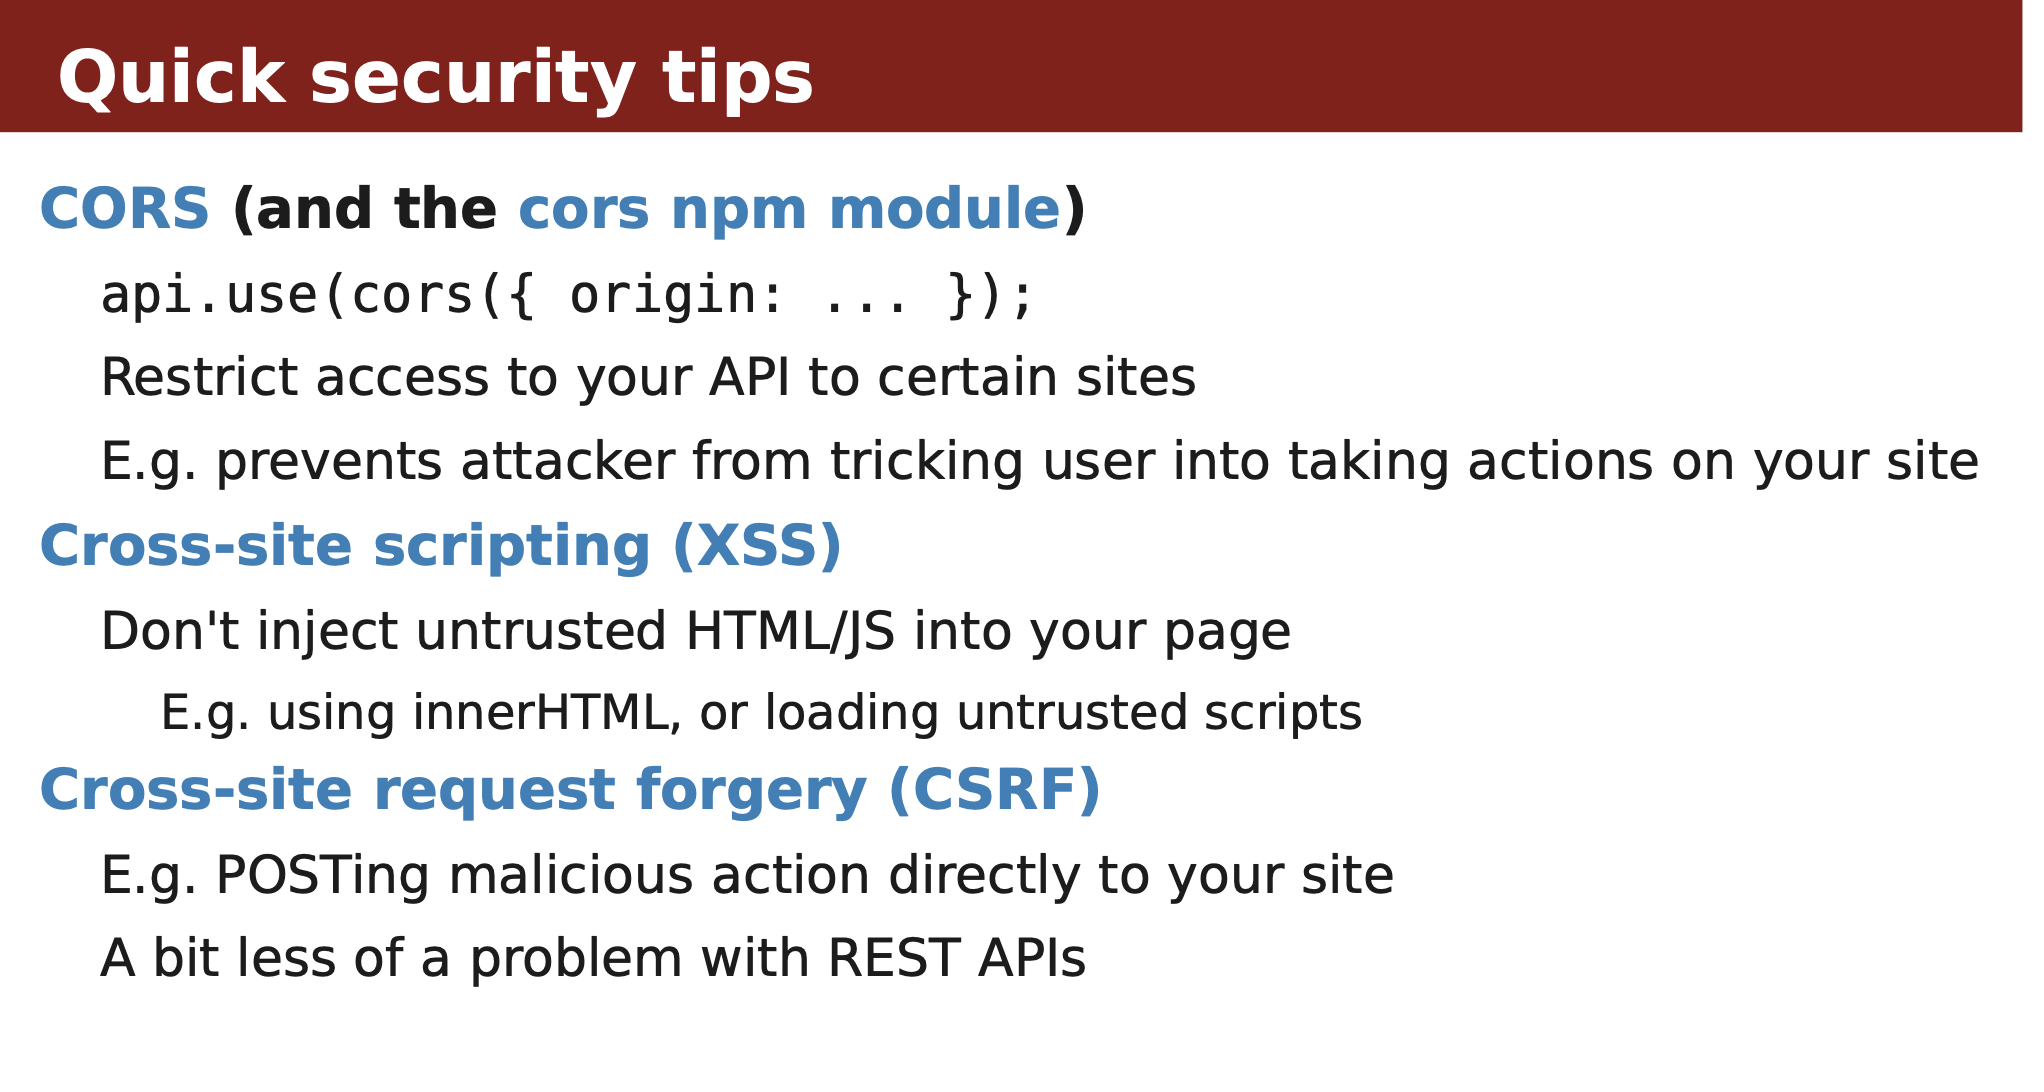 Quick security tips
CORS (and the cors npm module)
api.use(cors({ origin: ... });
Restrict access to your API to certain sites
E.g. prevents attacker from tricking user into taking actions on your site
Cross-site scripting (XSS)
Don't inject untrusted HTML/JS into your page
E.g. using innerHTML, or loading untrusted scripts
Cross-site request forgery (CSRF)
E.g. POSTing malicious action directly to your site
A bit less of a problem with REST APIs